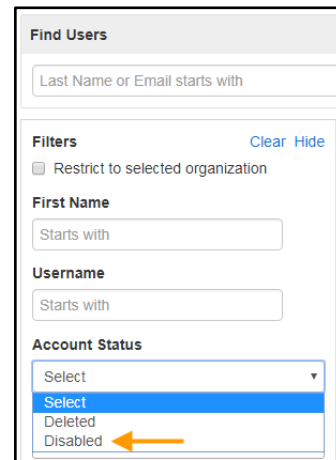 Find Users
Last Name or Email starts with
Filters Clear Hide
Restrict to selected organization
First Name
Starts with
Username
Starts with
Account Status
Select
Select
Deleted
Disabled